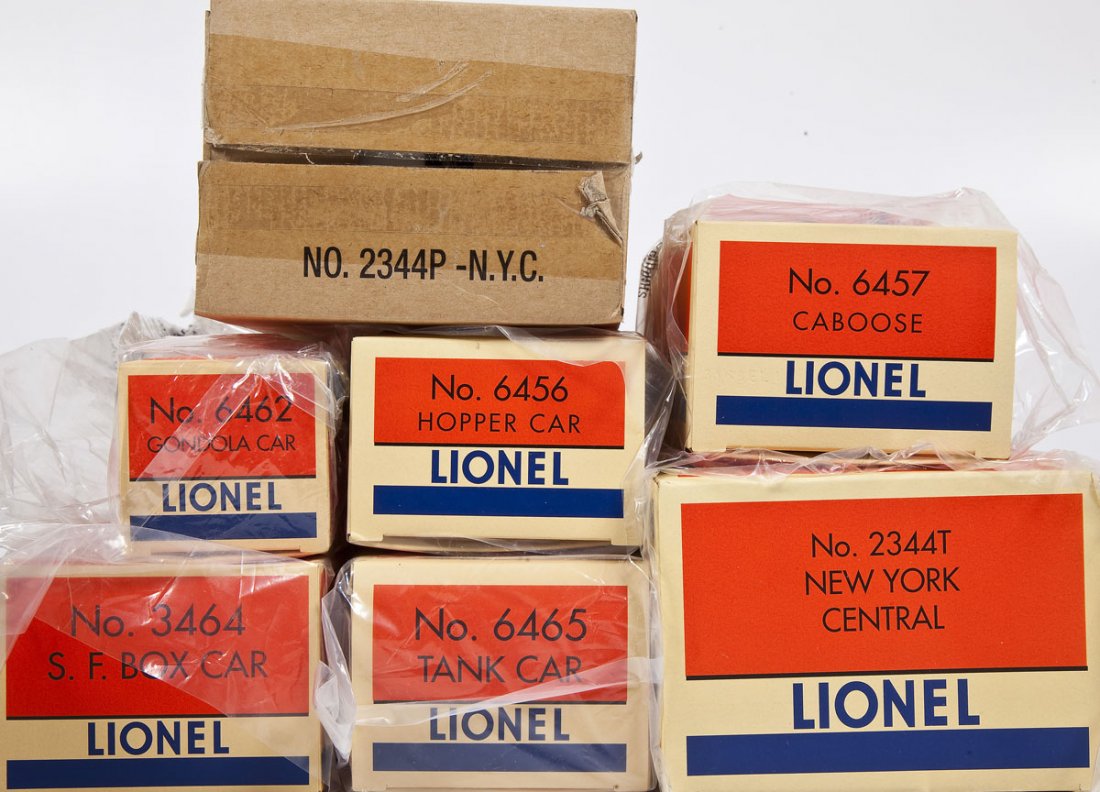 NO. 2344P -N.Y.C.
No. 6457
CABOOSE
LIONEL
No. 6462
GONDOLA CAR
LIONEL
No. 6456
HOPPER CAR
LIONEL
No. 3464
S. F. BOX CAR
LIONEL
No. 6465
TANK CAR
LIONEL
No. 2344T
NEW YORK
CENTRAL
LIONEL